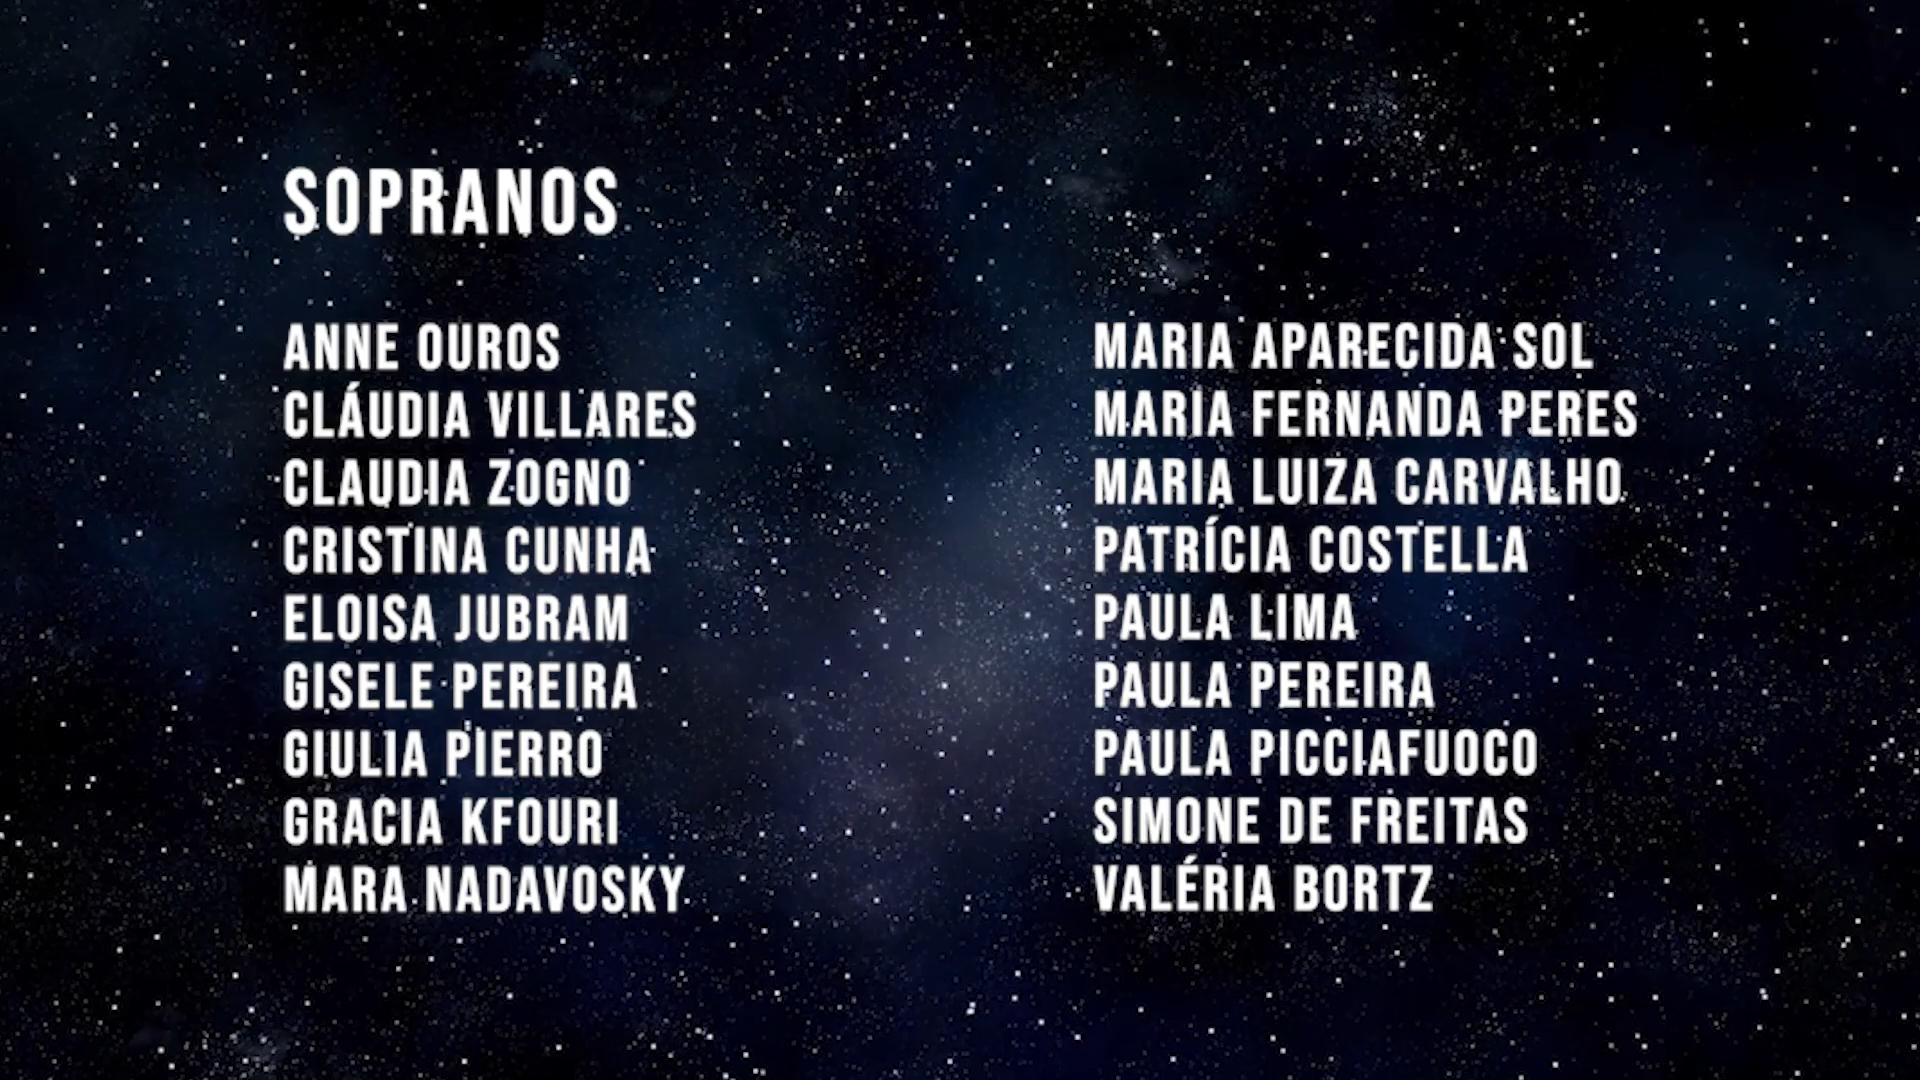 SOPRANOS
ANNE OUROS
CLÁUDIA VILLARES
CLAUDIA ZOGNO
CRISTINA CUNHA
ELOISA JUBRAM
GISELE PEREIRA
GIULIA PIERRO
GRACIA KFOURI
MARA NADAVOSKY
MARIA APARECIDA SOL
MARIA FERNANDA PERES
MARIA LUIZA CARVALHO
PATRÍCIA COSTELLA
PAULA LIMA
PAULA PEREIRA
PAULA PICCIAFUOCO
SIMONE DE FREITAS
VALÉRIA BORTZ